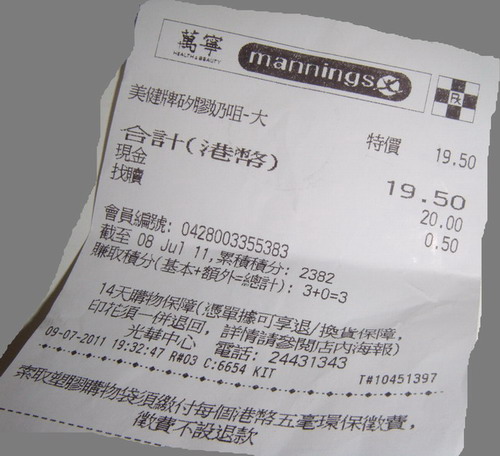 萬寧
HEALTH & BEAUTY
mannings
Rx
美健牌矽膠奶咀-大
特價 19.50
合計(港幣) 19.50
現金 20.00
找贖 0.50
會員編號: 0428003355383
截至 08 Jul 11,累積積分: 2382
賺取積分(基本+額外=總計): 3+0=3
14天購物保障(憑單據可享退/換貨保障,
印花須一併退回, 詳情請參閱店內海報)
光華中心 電話: 24431343
09-07-2011 19:32:47 R#03 C:6654 KIT T#10451397
索取塑膠購物袋須繳付每個港幣五毫環保徵費,
徵費不設退款